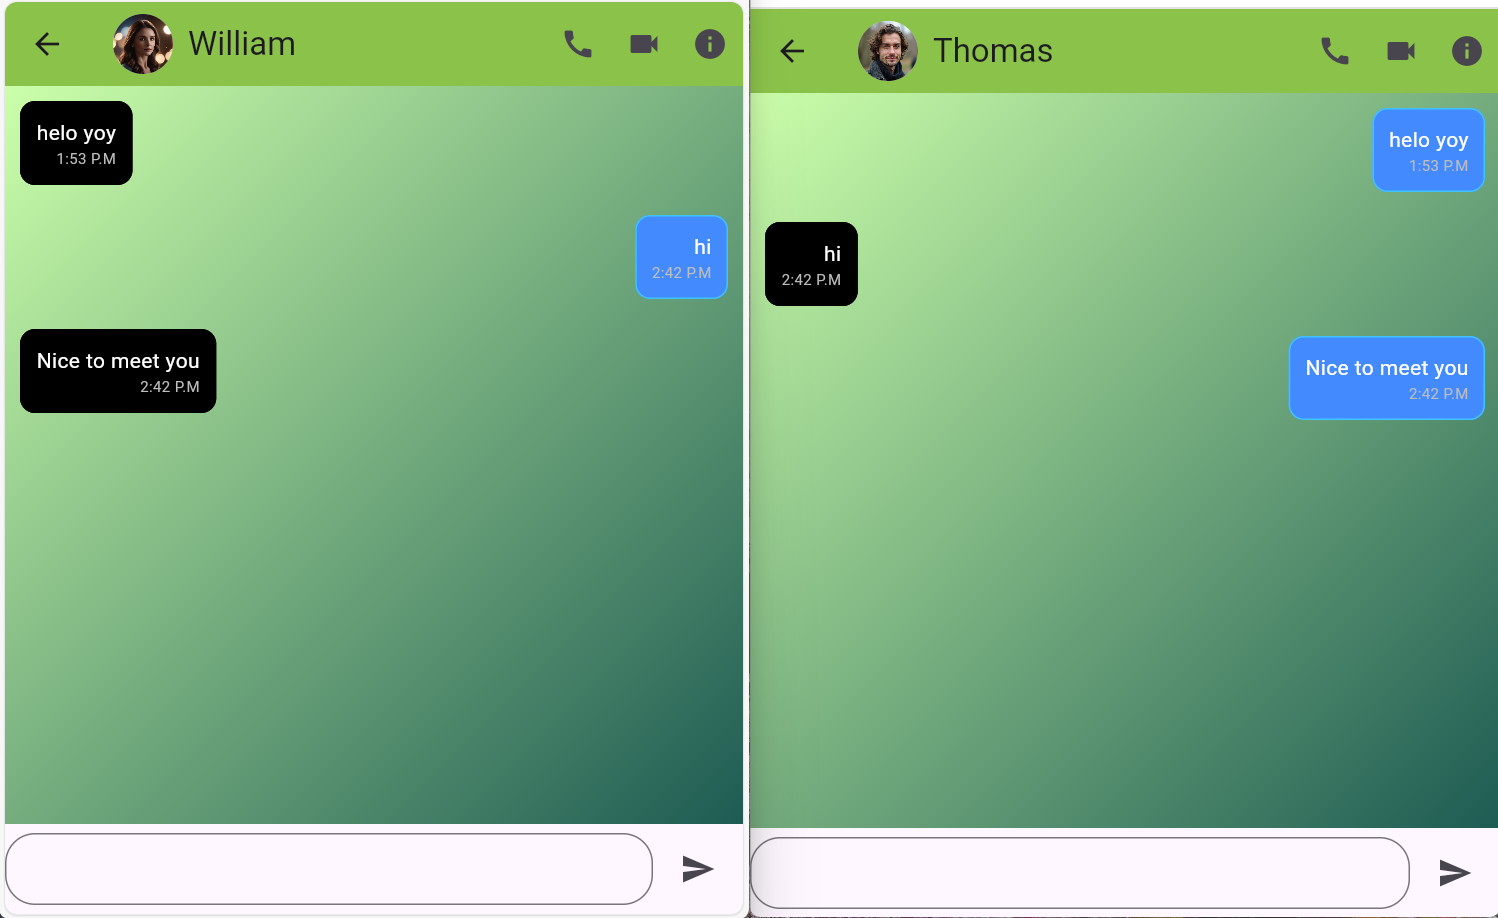 William
helo yoy
1:53 P.M
hi
2:42 P.M
Nice to meet you
2:42 P.M
Thomas
helo yoy
1:53 P.M
hi
2:42 P.M
Nice to meet you
2:42 P.M